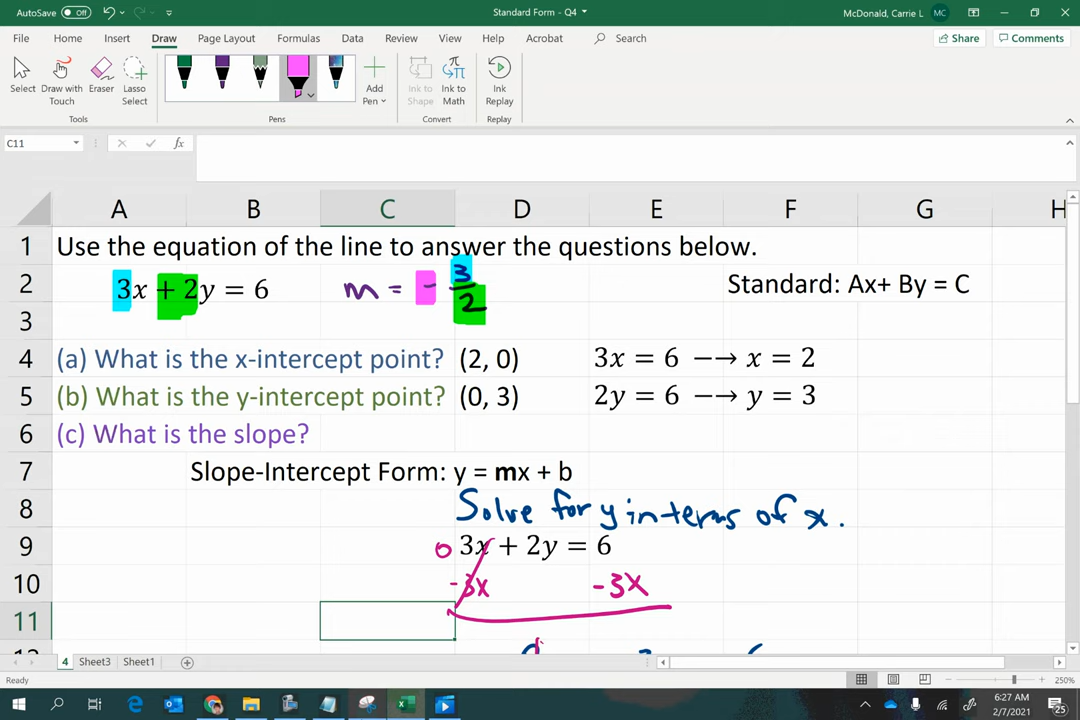 AutoSave Off Standard Form - Q4 McDonald, Carrie L MC
File Home Insert Draw Page Layout Formulas Data Review View Help Acrobat Search Share Comments
Select Draw with Touch Eraser Lasso Select Add Pen Ink to Shape Ink to Math Ink Replay
Tools Pens Convert Replay
C11 fx
A B C D E F G H
1 Use the equation of the line to answer the questions below.
2 3x + 2y = 6 m = - 3/2 Standard: Ax+ By = C
3
4 (a) What is the x-intercept point? (2, 0) 3x = 6 −→ x = 2
5 (b) What is the y-intercept point? (0, 3) 2y = 6 −→ y = 3
6 (c) What is the slope?
7 Slope-Intercept Form: y = mx + b
8 Solve for y in terms of x.
9 0 3x + 2y = 6
10 -3x -3x
11
4 Sheet3 Sheet1
Ready 250%
6:27 AM
2/7/2021 25